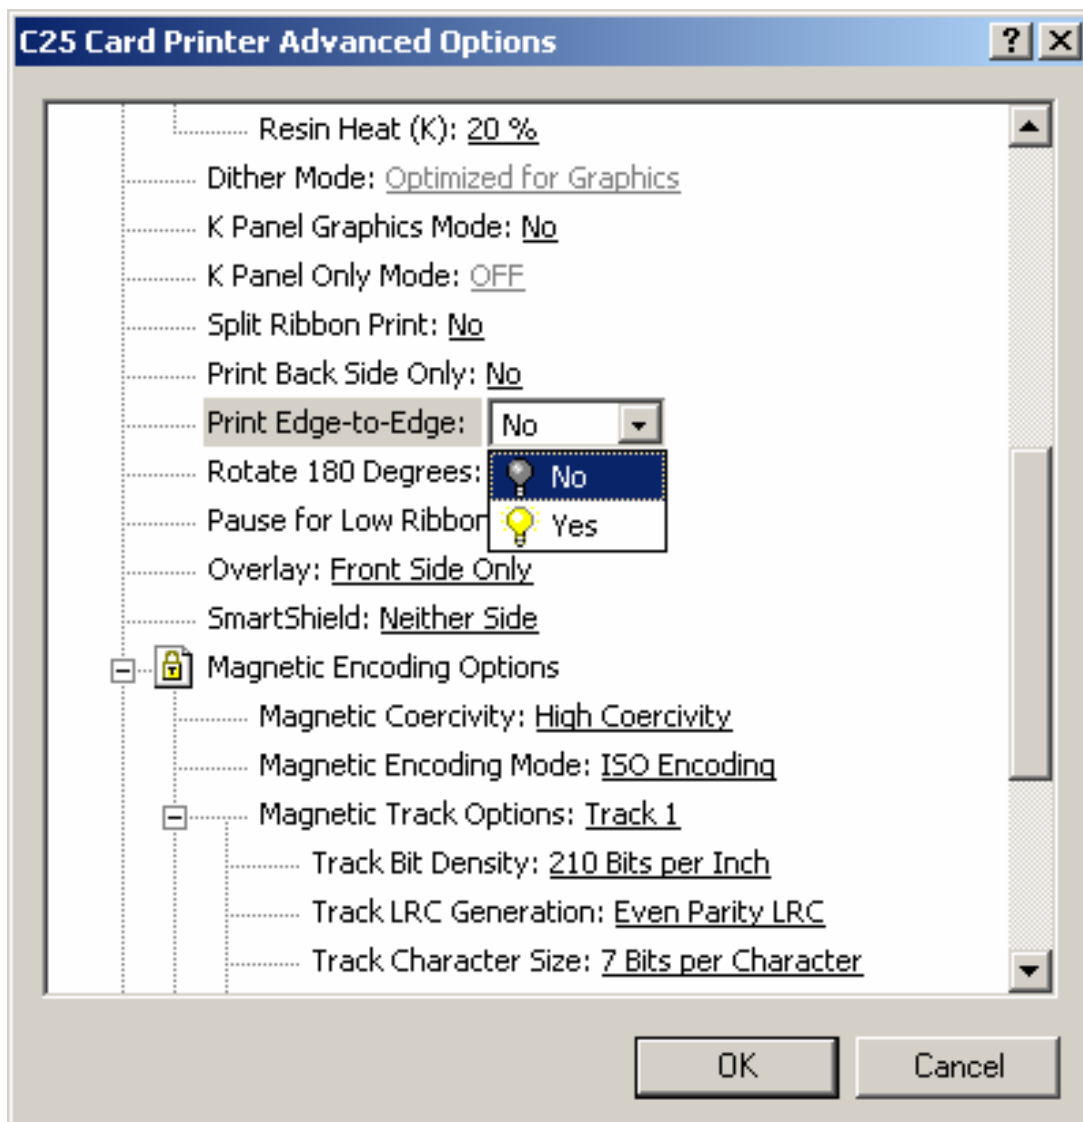 C25 Card Printer Advanced Options
Resin Heat (K): 20 %
Dither Mode: Optimized for Graphics
K Panel Graphics Mode: No
K Panel Only Mode: OFF
Split Ribbon Print: No
Print Back Side Only: No
Print Edge-to-Edge: No
Rotate 180 Degrees: No
Pause for Low Ribbon Yes
Overlay: Front Side Only
SmartShield: Neither Side
Magnetic Encoding Options
Magnetic Coercivity: High Coercivity
Magnetic Encoding Mode: ISO Encoding
Magnetic Track Options: Track 1
Track Bit Density: 210 Bits per Inch
Track LRC Generation: Even Parity LRC
Track Character Size: 7 Bits per Character
OK Cancel